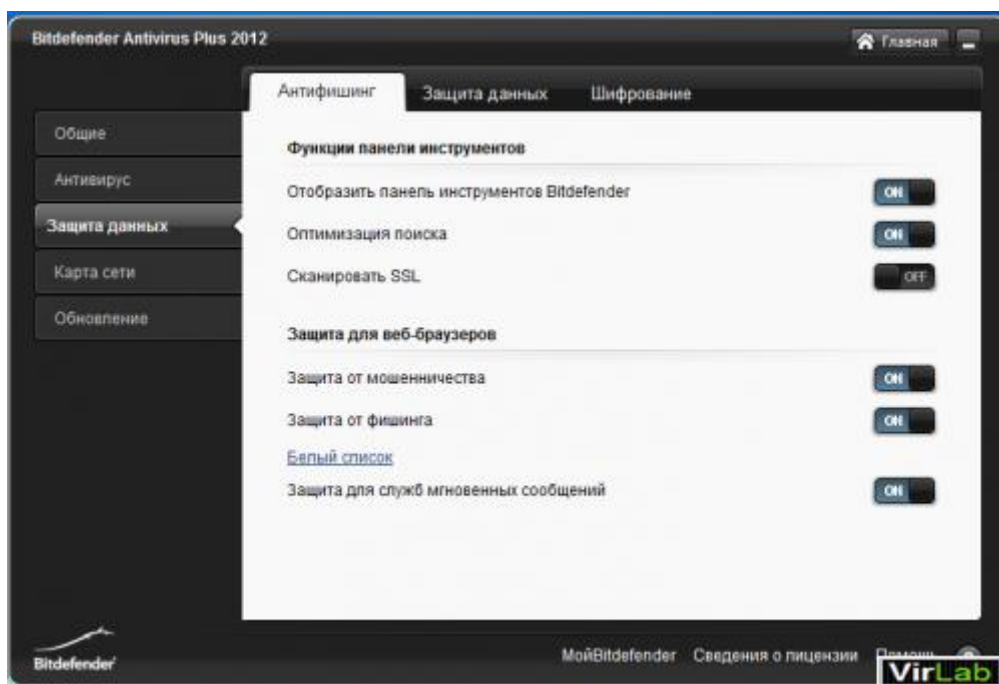 Bitdefender Antivirus Plus 2012
Главная
Антифишинг
Защита данных
Шифрование
Общие
Антивирус
Защита данных
Карта сети
Обновление
Функции панели инструментов
Отобразить панель инструментов Bitdefender
ON
Оптимизация поиска
ON
Сканировать SSL
OFF
Защита для веб-браузеров
Защита от мошенничества
ON
Защита от фишинга
ON
Белый список
Защита для служб мгновенных сообщений
ON
Bitdefender
МойBitdefender
Сведения о лицензии
VirLab